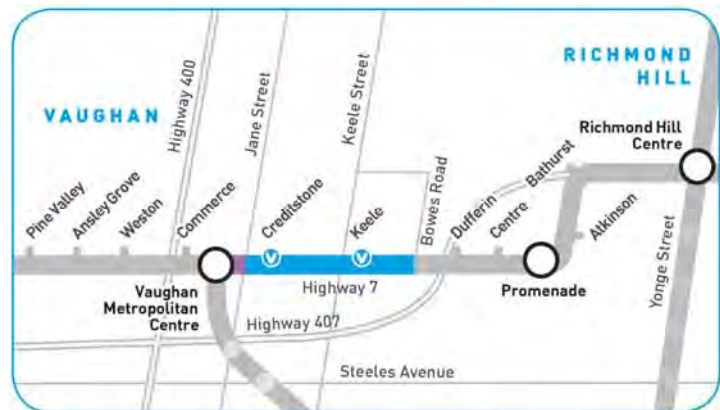 RICHMOND
HILL
VAUGHAN
Highway 400
Jane Street
Keele Street
Richmond Hill
Centre
Pine Valley
Ansley Grove
Weston
Commerce
Creditstone
Keele
Bowes Road
Dufferin
Centre
Bathurst
Atkinson
Yonge Street
V
V
Highway 7
Promenade
Vaughan
Metropolitan
Centre
Highway 407
Steeles Avenue